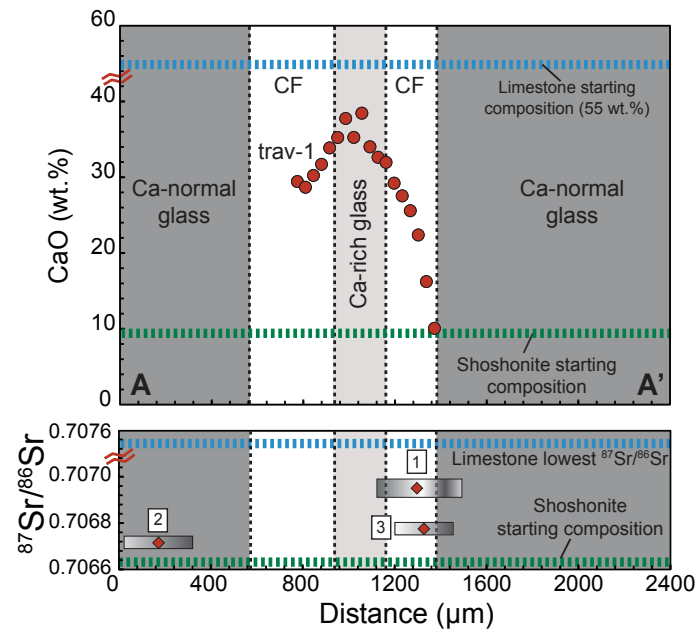 60
50
40
30
20
10
0
CaO (wt.%)
CF
CF
Limestone starting
composition (55 wt.%)
trav-1
Ca-normal
glass
Ca-rich glass
Ca-normal
glass
Shoshonite starting
composition
A
A’
0.7076
0.7070
0.7068
0.7066
⁸⁷Sr/⁸⁶Sr
Limestone lowest ⁸⁷Sr/⁸⁶Sr
1
2
3
Shoshonite
starting composition
0
400
800
1200
1600
2000
2400
Distance (µm)